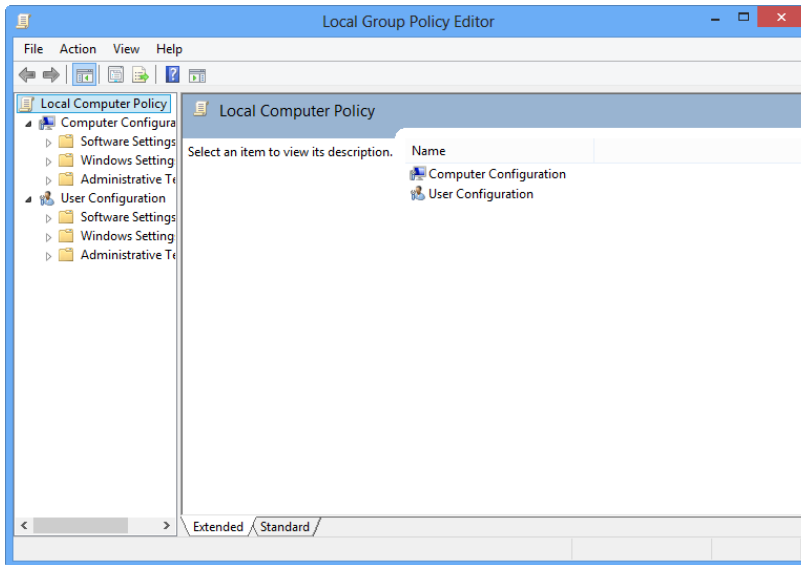 Local Group Policy Editor
File Action View Help
Local Computer Policy
Computer Configura
Software Settings
Windows Setting
Administrative Te
User Configuration
Software Settings
Windows Setting
Administrative Te
Local Computer Policy
Select an item to view its description.
Name
Computer Configuration
User Configuration
Extended Standard